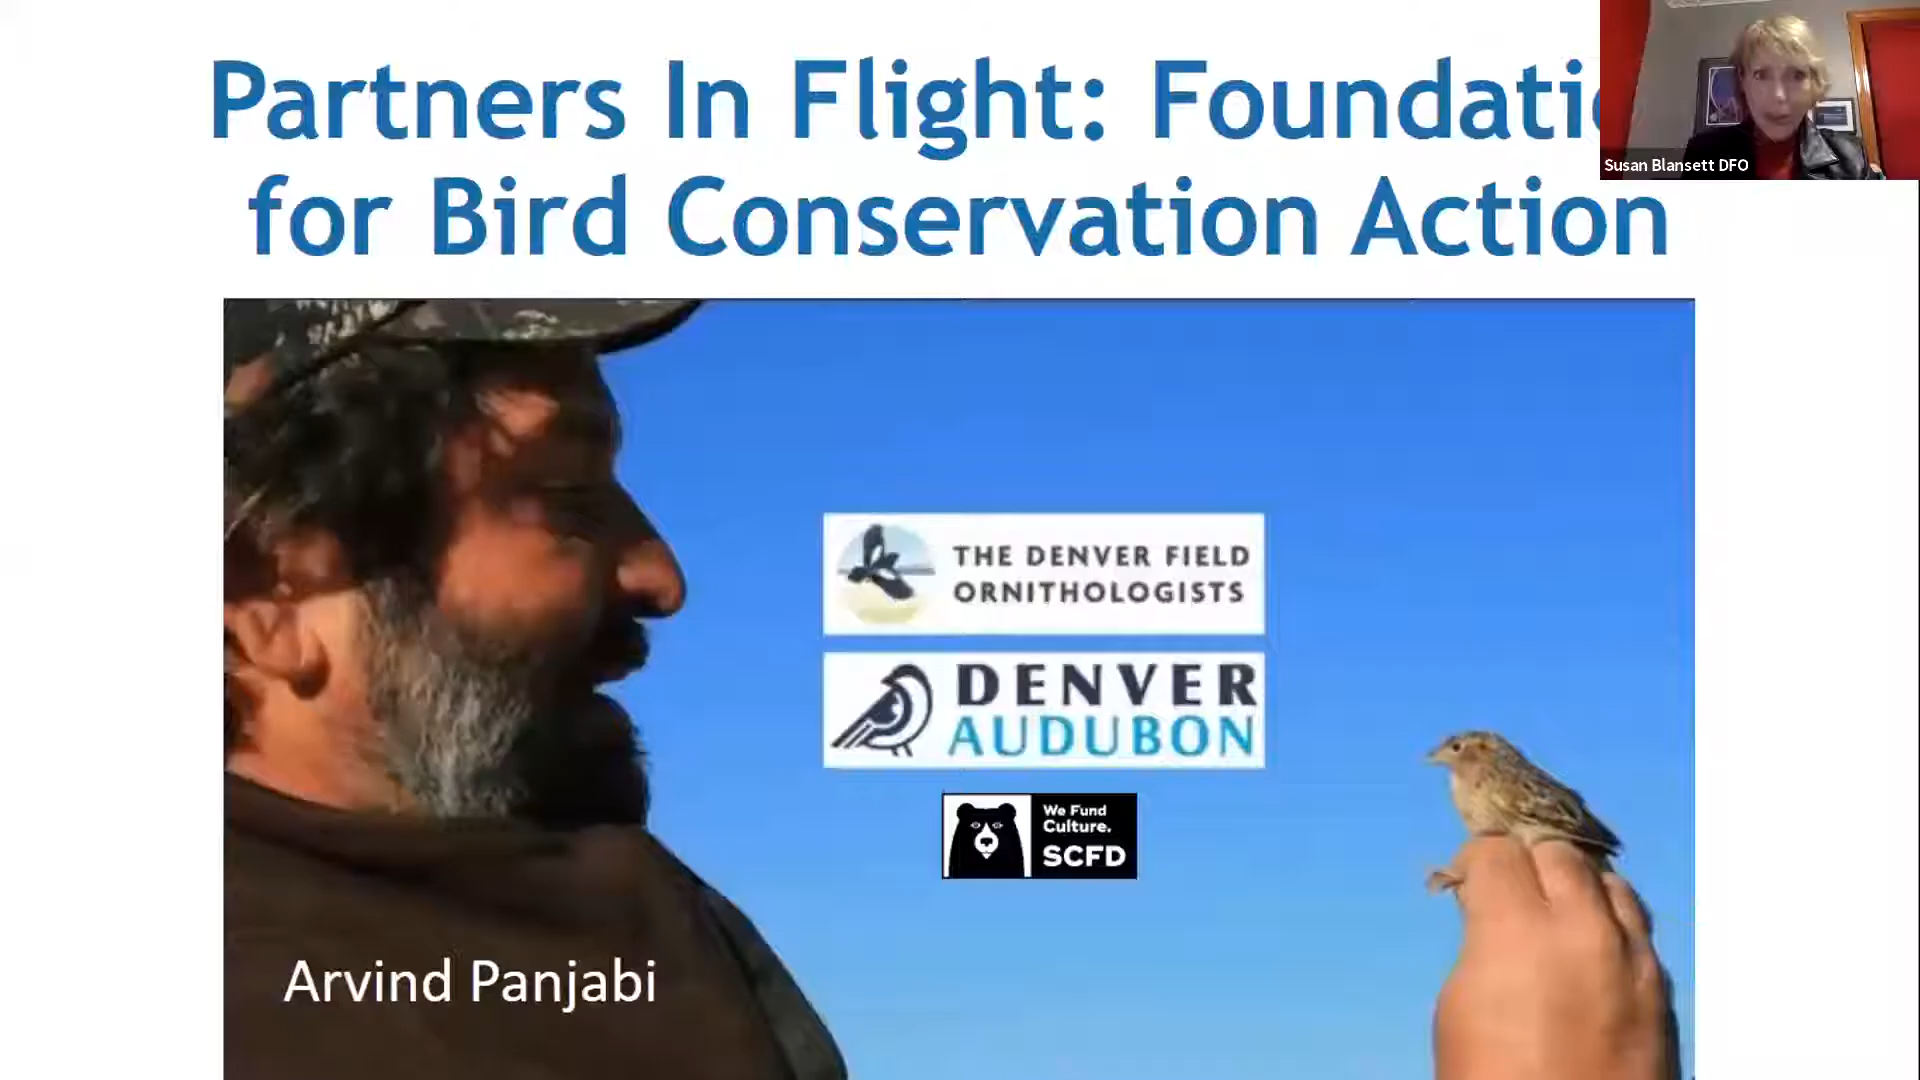 Partners In Flight: Foundatio
for Bird Conservation Action
Susan Blansett DFO
THE DENVER FIELD
ORNITHOLOGISTS
DENVER
AUDUBON
We Fund
Culture.
SCFD
Arvind Panjabi